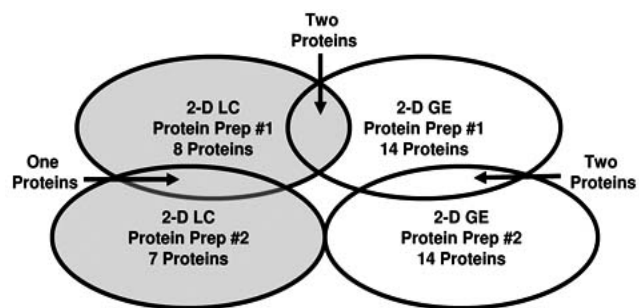 Two
Proteins
2-D LC
Protein Prep #1
8 Proteins
2-D GE
Protein Prep #1
14 Proteins
One
Proteins
Two
Proteins
2-D LC
Protein Prep #2
7 Proteins
2-D GE
Protein Prep #2
14 Proteins